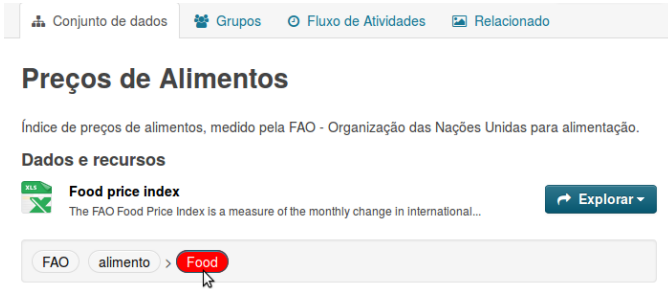 Conjunto de dados Grupos Fluxo de Atividades Relacionado
Preços de Alimentos
Índice de preços de alimentos, medido pela FAO - Organização das Nações Unidas para alimentação.
Dados e recursos
XLS
Food price index
The FAO Food Price Index is a measure of the monthly change in international...
Explorar
FAO alimento > Food